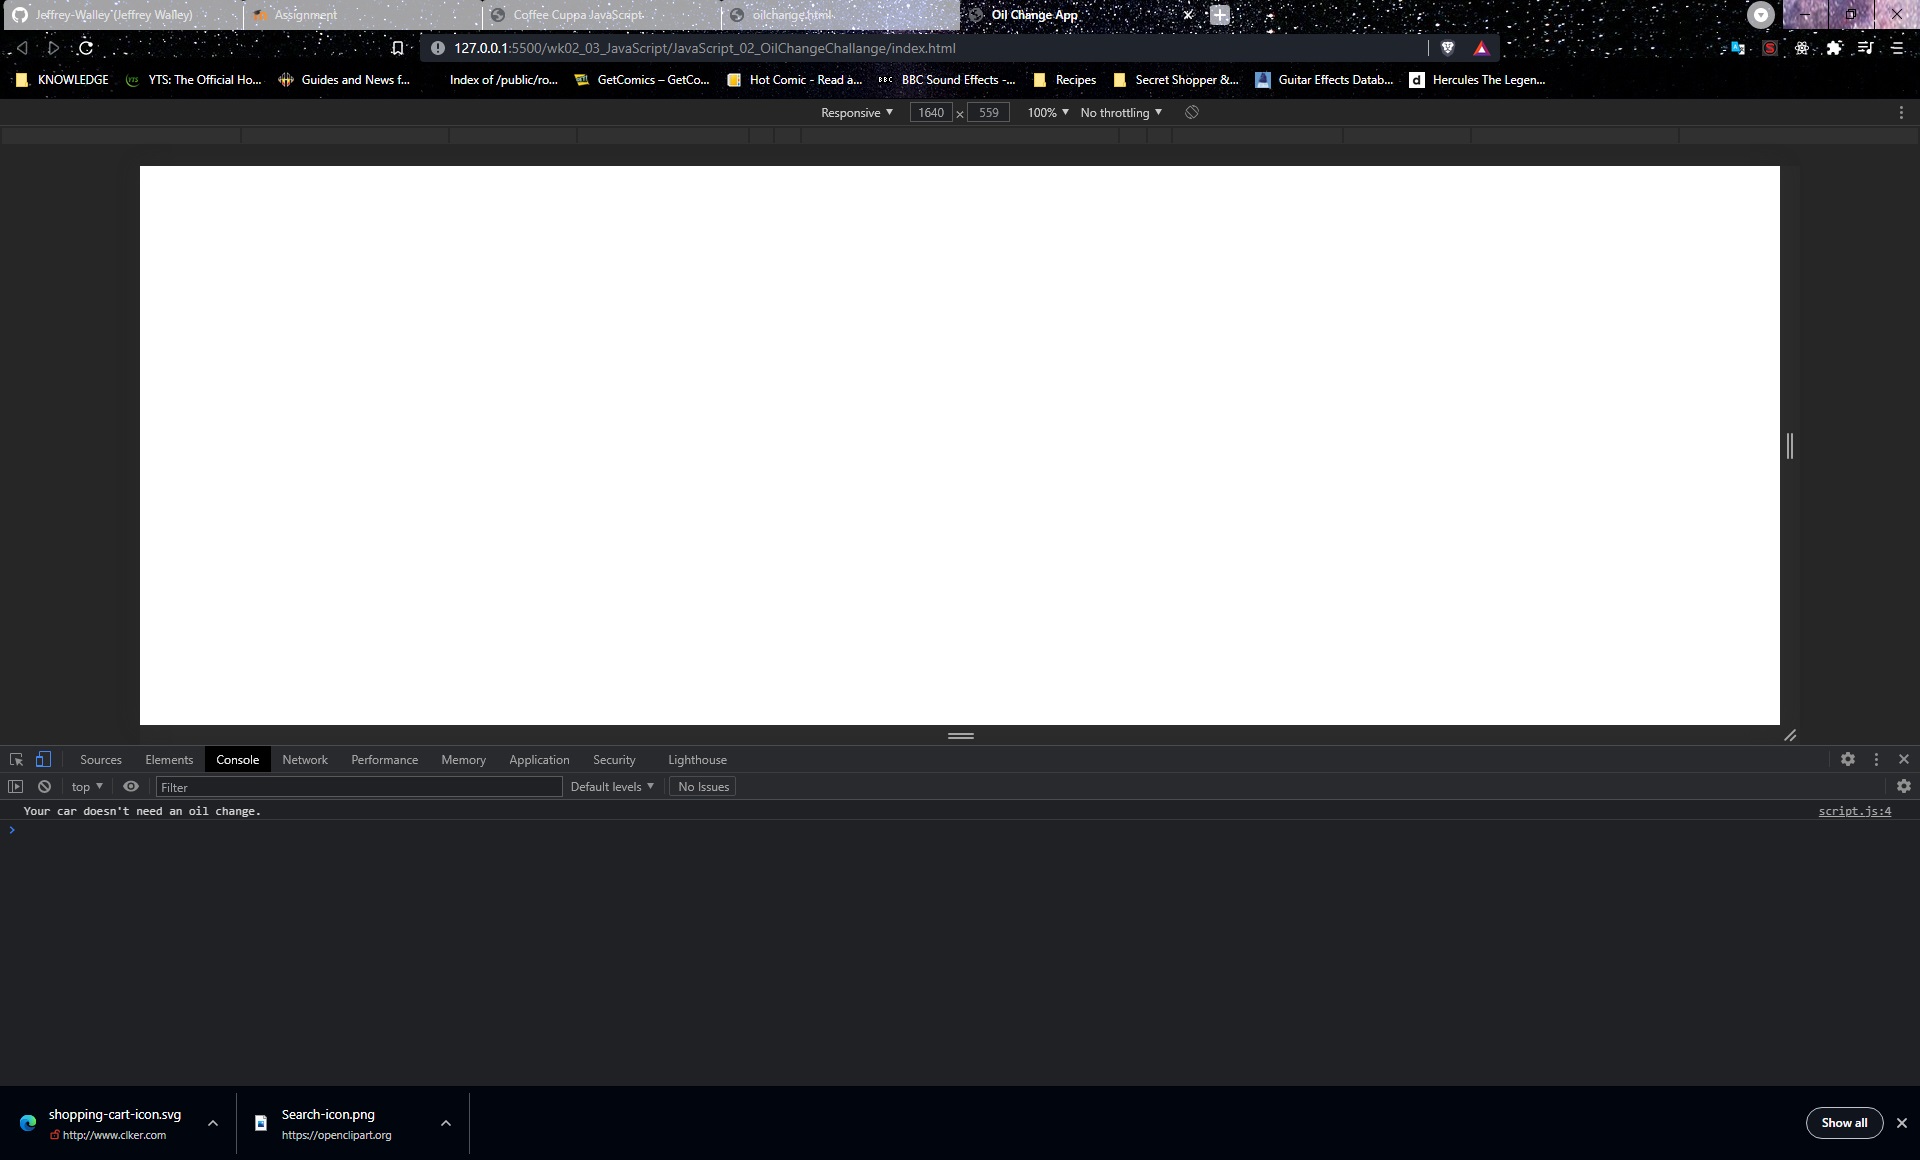 Jeffrey-Walley (Jeffrey Walley)
Assignment
Coffee Cuppa JavaScript
oilchange.html
Oil Change App
127.0.0.1:5500/wk02_03_JavaScript/JavaScript_02_OilChangeChallange/index.html
KNOWLEDGE
YTS: The Official Ho...
Guides and News f...
Index of /public/ro...
GetComics – GetCo...
Hot Comic - Read a...
BBC
BBC Sound Effects -...
Recipes
Secret Shopper &...
Guitar Effects Datab...
d
Hercules The Legen...
Responsive
1640 × 559
100%
No throttling
Sources
Elements
Console
Network
Performance
Memory
Application
Security
Lighthouse
top
Filter
Default levels
No Issues
Your car doesn't need an oil change.
script.js:4
shopping-cart-icon.svg
http://www.clker.com
Search-icon.png
https://openclipart.org
Show all